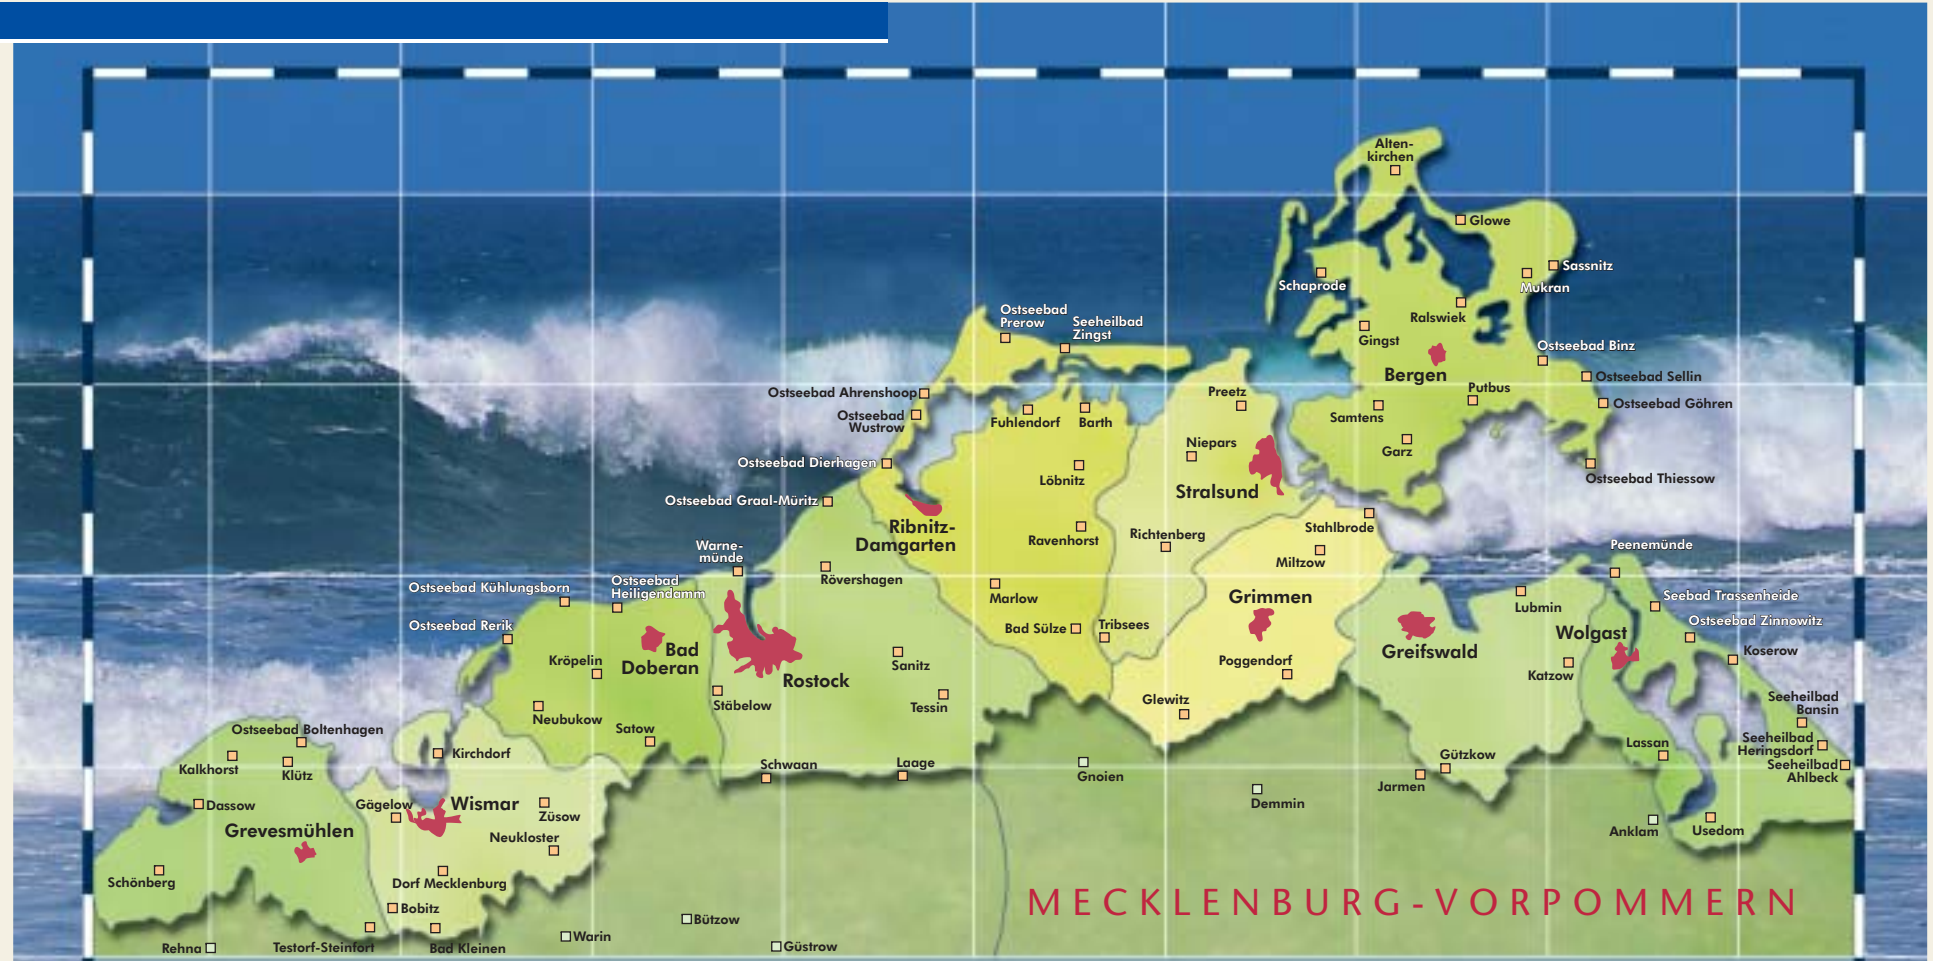 Alten-
kirchen
Glowe
Sassnitz
Mukran
Schaprode
Ralswiek
Gingst
Ostseebad Binz
Bergen
Ostseebad Sellin
Putbus
Ostseebad Göhren
Samtens
Garz
Ostseebad Thiessow
Ostseebad
Prerow
Seeheilbad
Zingst
Ostseebad Ahrenshoop
Ostseebad
Wustrow
Fuhlendorf
Barth
Preetz
Niepars
Ostseebad Dierhagen
Löbnitz
Stralsund
Ostseebad Graal-Müritz
Ribnitz-
Damgarten
Ravenhorst
Richtenberg
Stahlbrode
Miltzow
Peenemünde
Warne-
münde
Rövershagen
Marlow
Grimmen
Lubmin
Seebad Trassenheide
Ostseebad Zinnowitz
Ostseebad Kühlungsborn
Ostseebad
Heiligendamm
Ostseebad Rerik
Bad Sülze
Tribsees
Wolgast
Greifswald
Koserow
Kröpelin
Bad
Doberan
Rostock
Sanitz
Poggendorf
Katzow
Neubukow
Stäbelow
Tessin
Glewitz
Seeheilbad
Bansin
Ostseebad Boltenhagen
Satow
Kirchdorf
Lassan
Seeheilbad
Heringsdorf
Seeheilbad
Ahlbeck
Kalkhorst
Klütz
Schwaan
Laage
Gnoien
Gützkow
Jarmen
Dassow
Gägelow
Wismar
Züsow
Demmin
Grevesmühlen
Neukloster
Anklam
Usedom
Schönberg
Dorf Mecklenburg
Bobitz
MECKLENBURG-VORPOMMERN
Bützow
Rehna
Testorf-Steinfort
Bad Kleinen
Warin
Güstrow